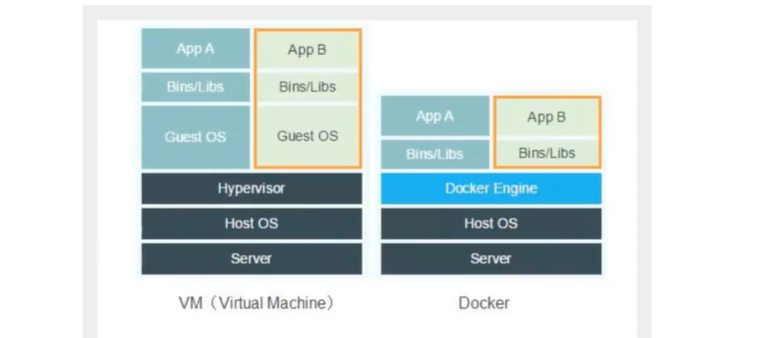 App A
App B
Bins/Libs
Bins/Libs
Guest OS
Guest OS
Hypervisor
Host OS
Server
VM（Virtual Machine）
App A
App B
Bins/Libs
Bins/Libs
Docker Engine
Host OS
Server
Docker